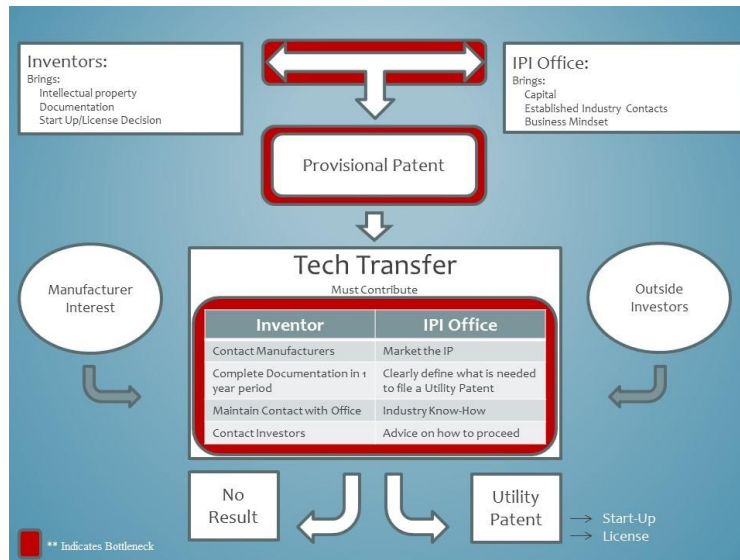 Inventors:
Brings:
Intellectual property
Documentation
Start Up/License Decision
IPI Office:
Brings:
Capital
Established Industry Contacts
Business Mindset
Provisional Patent
Manufacturer
Interest
Outside
Investors
Tech Transfer
Must Contribute
Inventor IPI Office
Contact Manufacturers Market the IP
Complete Documentation in 1 Clearly define what is needed
year period to file a Utility Patent
Maintain Contact with Office Industry Know-How
Contact Investors Advice on how to proceed
No
Result
Utility
Patent
→ Start-Up
→ License
** Indicates Bottleneck